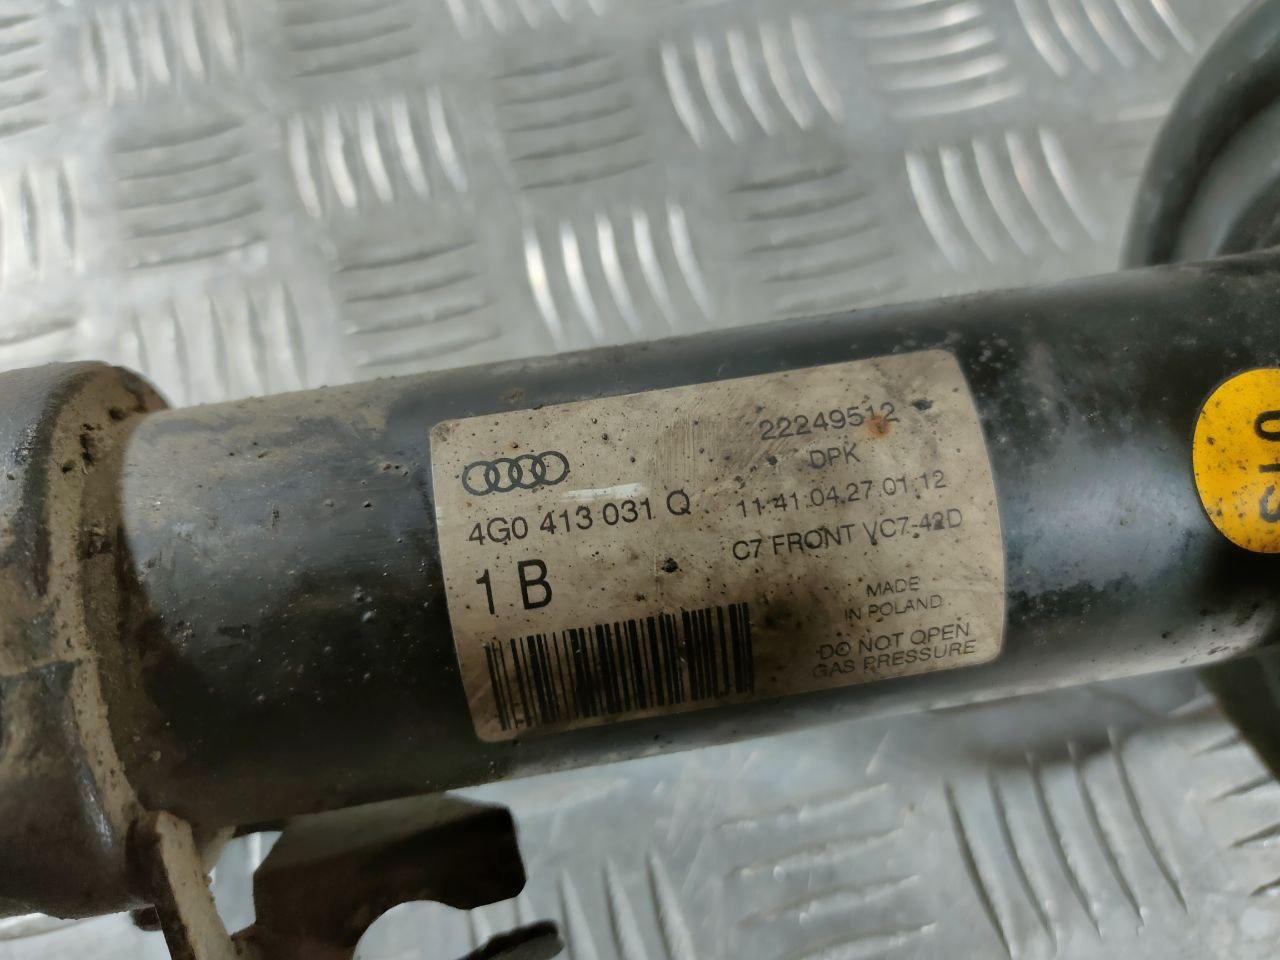 4G0 413 031 Q
1 B
22249512
DPK
11:41.04.27.01.12
C7 FRONT VC7-42D
MADE
IN POLAND
DO NOT OPEN
GAS PRESSURE